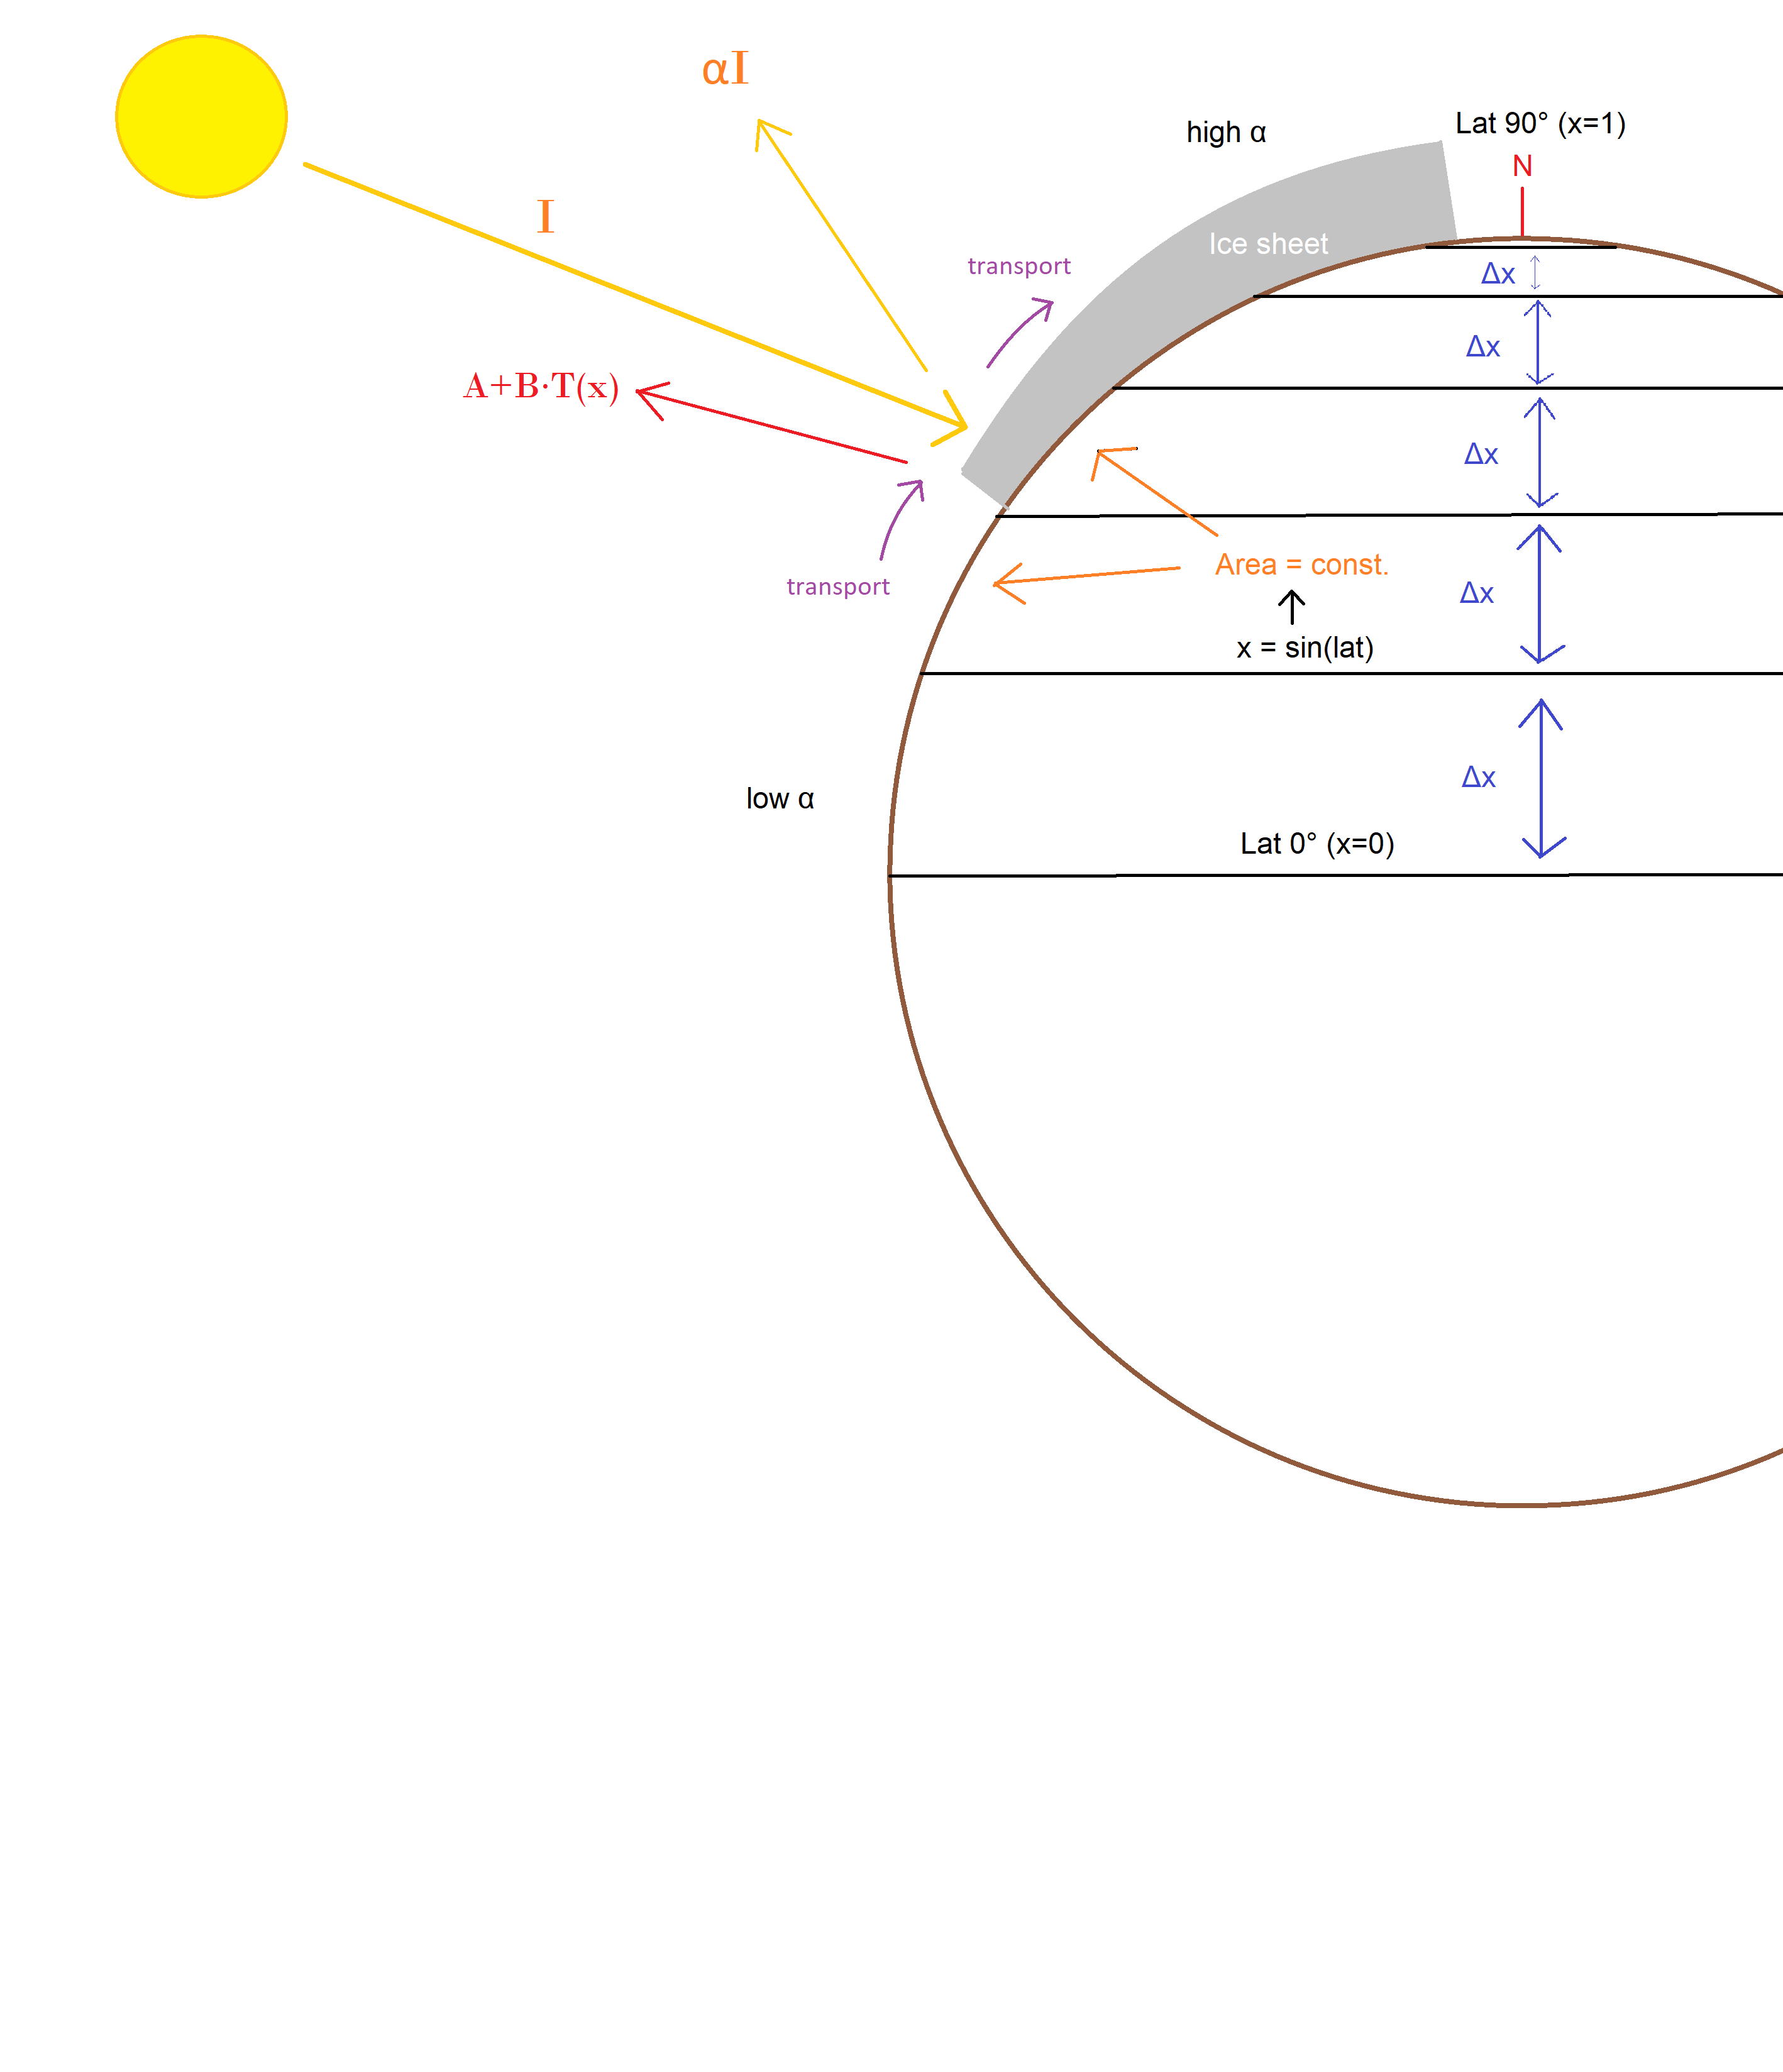 αI
high α
Lat 90° (x=1)
N
I
Ice sheet
transport
Δx
Δx
A+B·T(x)
Δx
Area = const.
transport
Δx
x = sin(lat)
Δx
low α
Lat 0° (x=0)